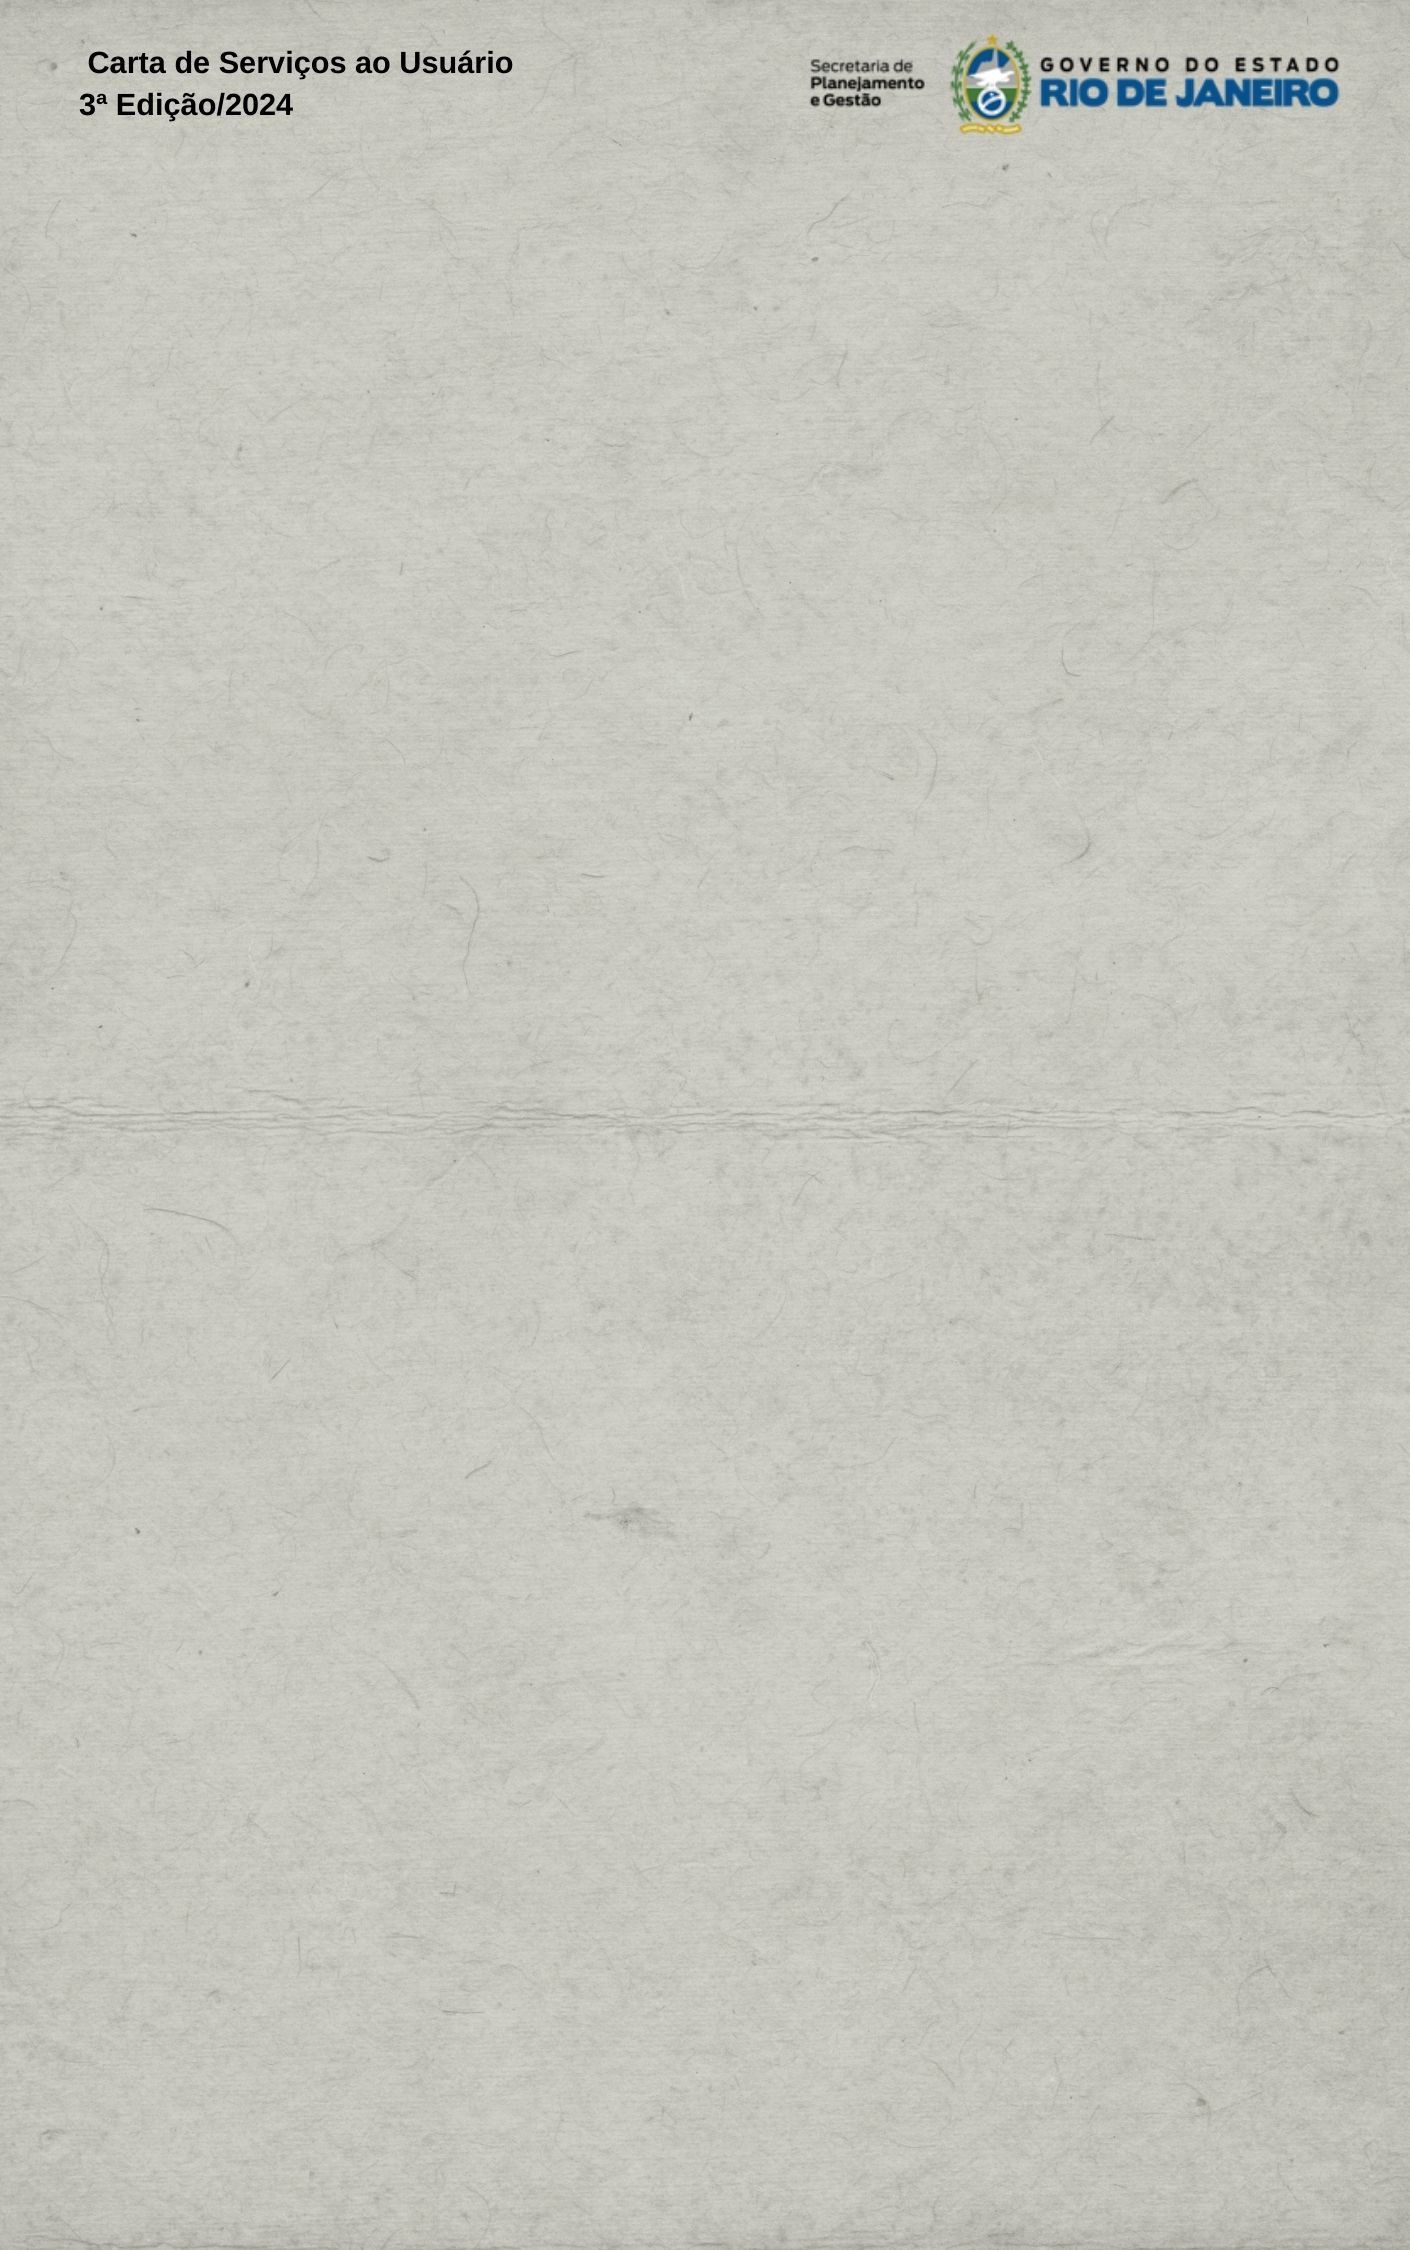 Carta de Serviços ao Usuário
3ª Edição/2024
Secretaria de
Planejamento
e Gestão
GOVERNO DO ESTADO
RIO DE JANEIRO